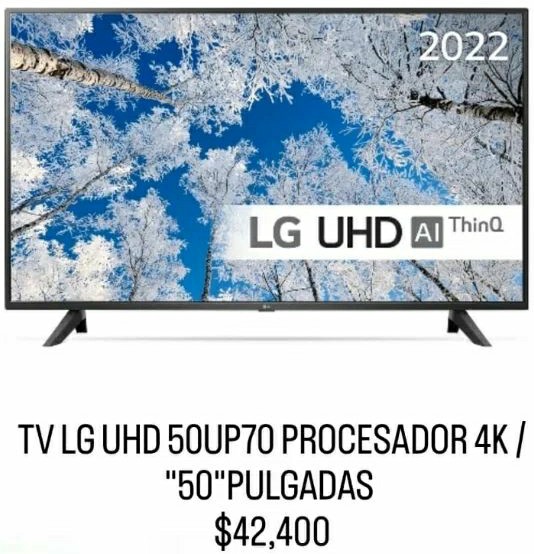 2022
LG UHD AI ThinQ
TV LG UHD 50UP70 PROCESADOR 4K /
"50"PULGADAS
$42,400